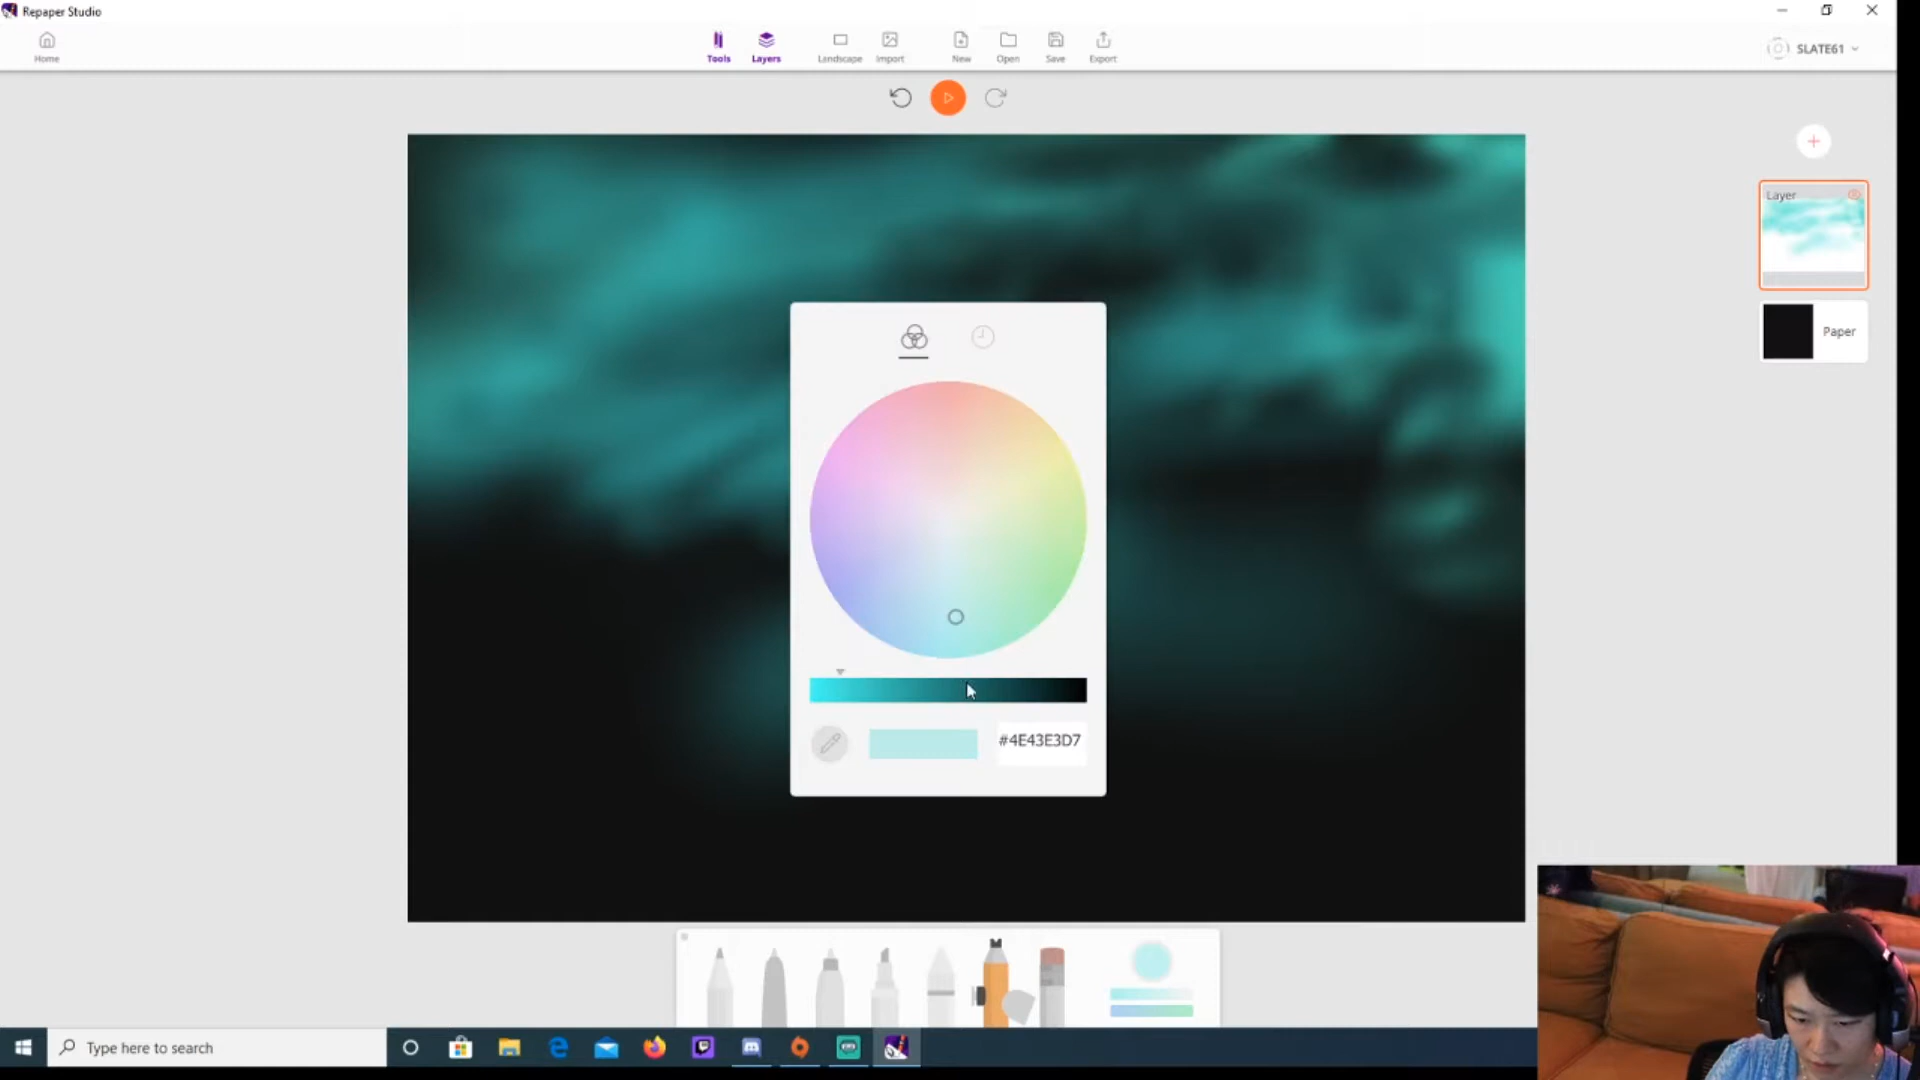 Repaper Studio
Home
Tools
Layers
Landscape
Import
New
Open
Save
Export
SLATE61
Layer
Paper
#4E43E3D7
Type here to search